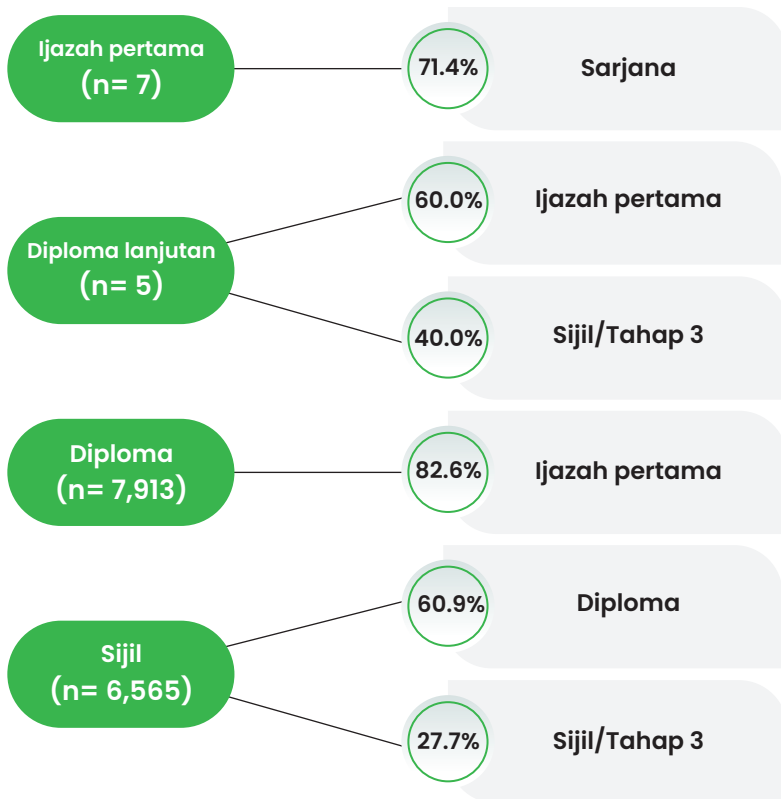 Ijazah pertama
(n= 7)
71.4%
Sarjana
Diploma lanjutan
(n= 5)
60.0%
Ijazah pertama
40.0%
Sijil/Tahap 3
Diploma
(n= 7,913)
82.6%
Ijazah pertama
Sijil
(n= 6,565)
60.9%
Diploma
27.7%
Sijil/Tahap 3